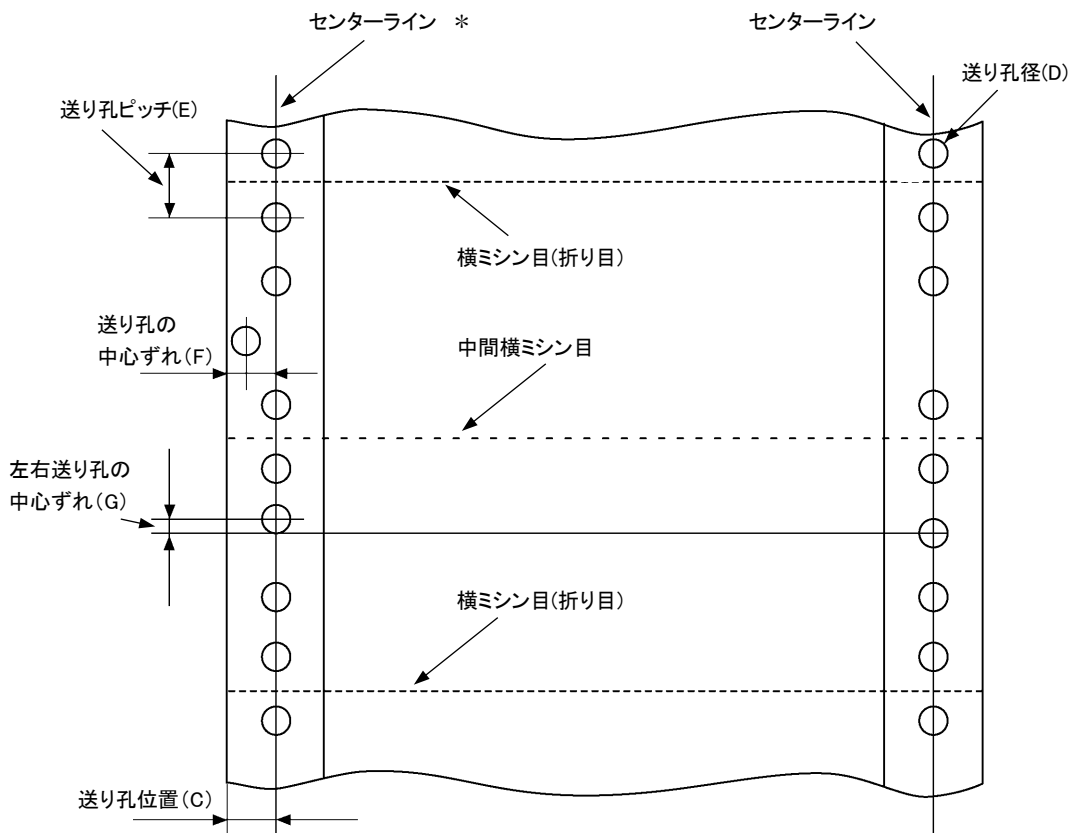 センターライン ＊
センターライン
送り孔径(D)
送り孔ピッチ(E)
横ミシン目(折り目)
送り孔の
中心ずれ(F)
中間横ミシン目
左右送り孔の
中心ずれ(G)
横ミシン目(折り目)
送り孔位置(C)